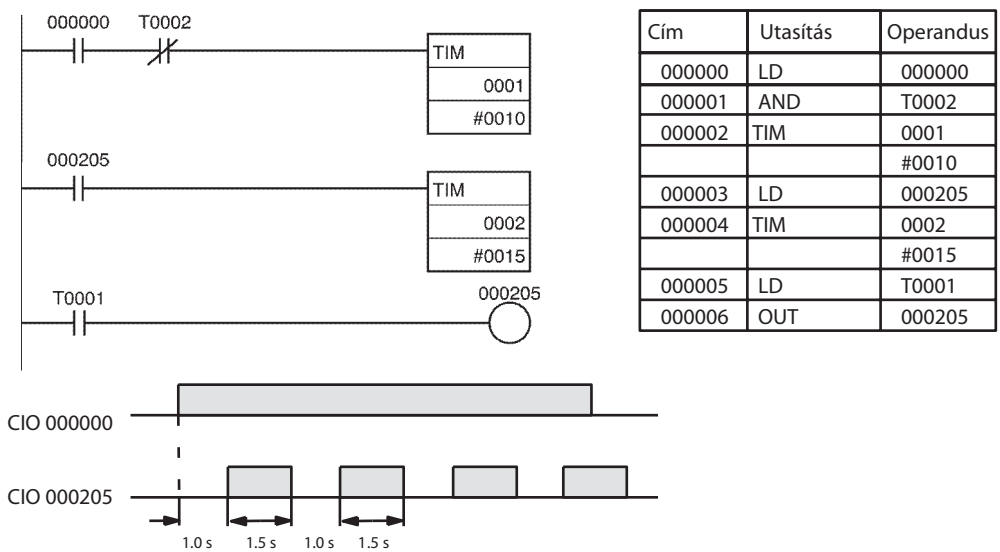 000000 T0002
TIM
0001
#0010
000205
TIM
0002
#0015
T0001 000205
Cím Utasítás Operandus
000000 LD 000000
000001 AND T0002
000002 TIM 0001
#0010
000003 LD 000205
000004 TIM 0002
#0015
000005 LD T0001
000006 OUT 000205
CIO 000000
CIO 000205
1.0 s 1.5 s 1.0 s 1.5 s